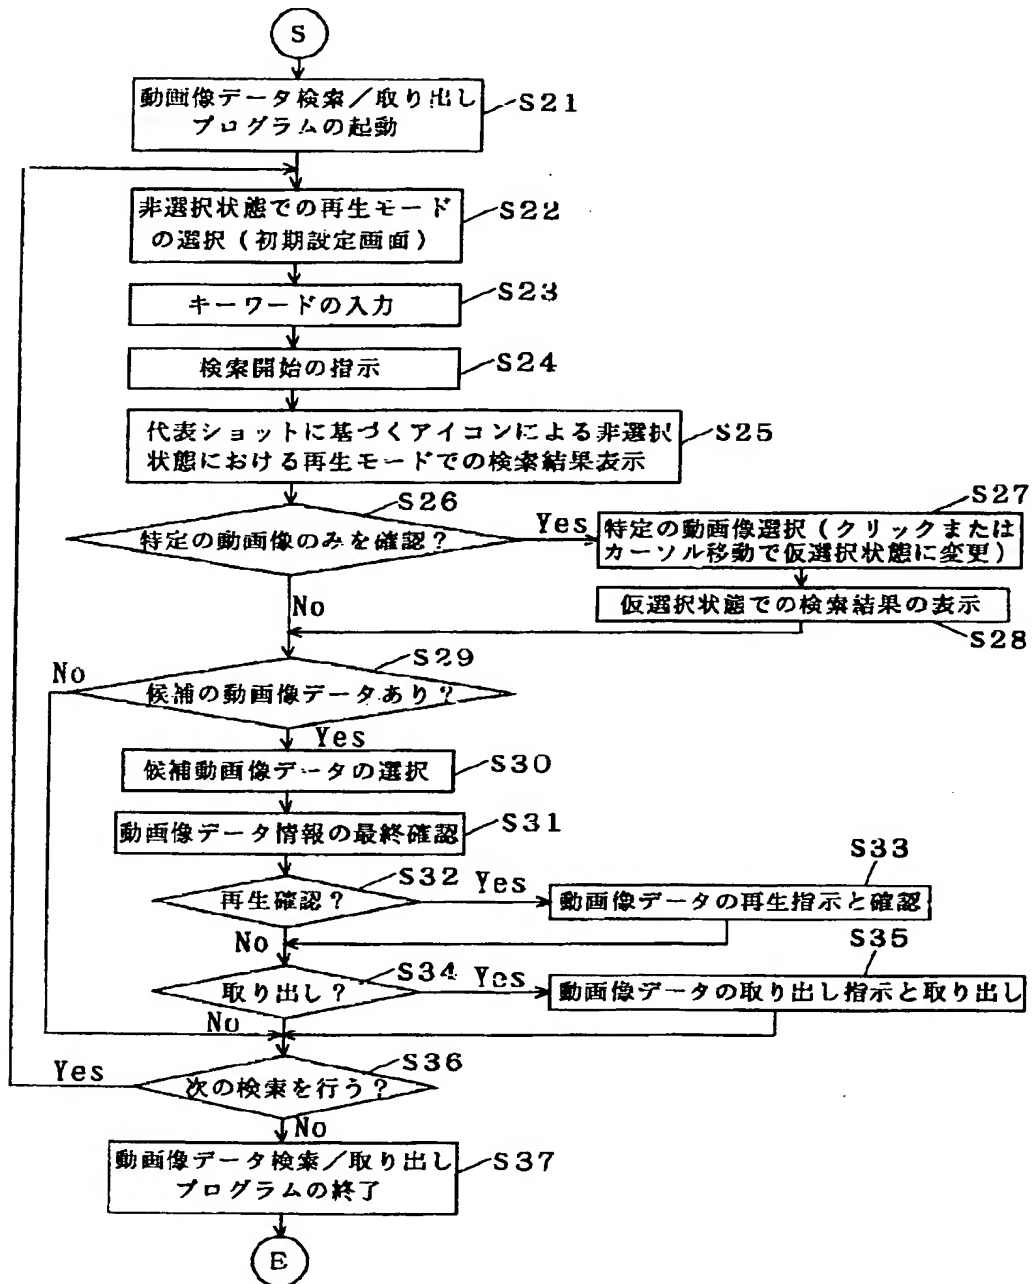 S
動画像データ検索／取り出し
プログラムの起動
S21
非選択状態での再生モード
の選択（初期設定画面）
S22
キーワードの入力
S23
検索開始の指示
S24
代表ショットに基づくアイコンによる非選択
状態における再生モードでの検索結果表示
S25
S26
特定の動画像のみを確認？
Yes
No
S27
特定の動画像選択（クリックまたは
カーソル移動で仮選択状態に変更）
仮選択状態での検索結果の表示
S28
S29
No
候補の動画像データあり？
Yes
候補動画像データの選択
S30
動画像データ情報の最終確認
S31
S32
再生確認？
Yes
No
S33
動画像データの再生指示と確認
S34
取り出し？
Yes
No
S35
動画像データの取り出し指示と取り出し
S36
Yes
次の検索を行う？
No
動画像データ検索／取り出し
プログラムの終了
S37
E